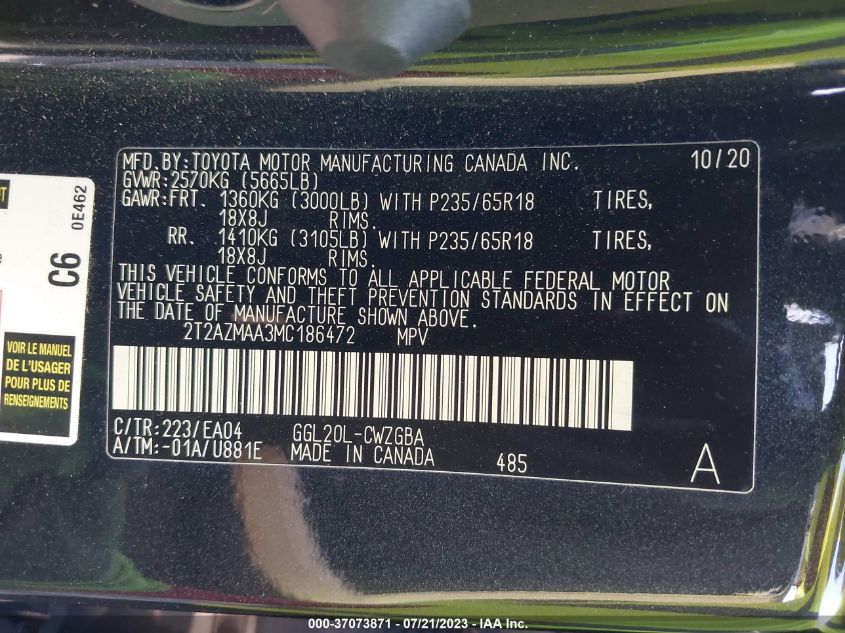 MFD.BY:TOYOTA MOTOR MANUFACTURING CANADA INC. 10/20
GVWR:2570KG (5665LB)
GAWR:FRT. 1360KG (3000LB) WITH P235/65R18 TIRES,
18X8J RIMS.
RR. 1410KG (3105LB) WITH P235/65R18 TIRES,
18X8J RIMS.
THIS VEHICLE CONFORMS TO ALL APPLICABLE FEDERAL MOTOR
VEHICLE SAFETY AND THEFT PREVENTION STANDARDS IN EFFECT ON
THE DATE OF MANUFACTURE SHOWN ABOVE.
2T2AZMAA3MC186472 MPV
C/TR:223/EA04 GGL20L-CWZGBA
A/TM:-01A/U881E MADE IN CANADA 485 A
0E462
C6
VOIR LE MANUEL
DE L'USAGER
POUR PLUS DE
RENSEIGNEMENTS
000-37073871 / 07/21/2023 - IAA Inc.